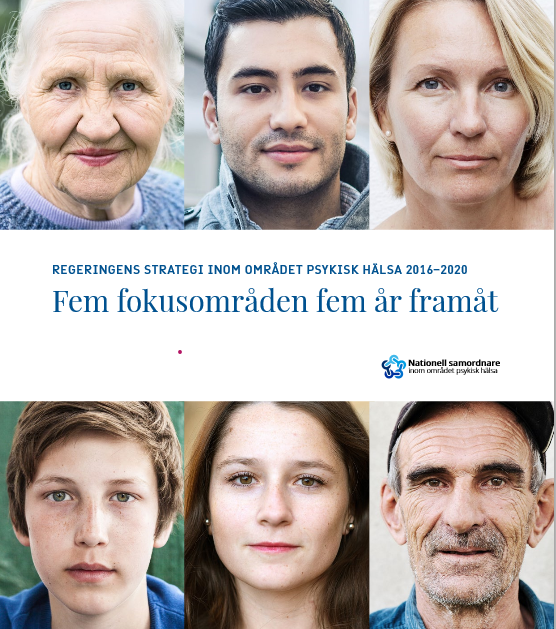 REGERINGENS STRATEGI INOM OMRÅDET PSYKISK HÄLSA 2016–2020
Fem fokusområden fem år framåt
Nationell samordnare
inom området psykisk hälsa